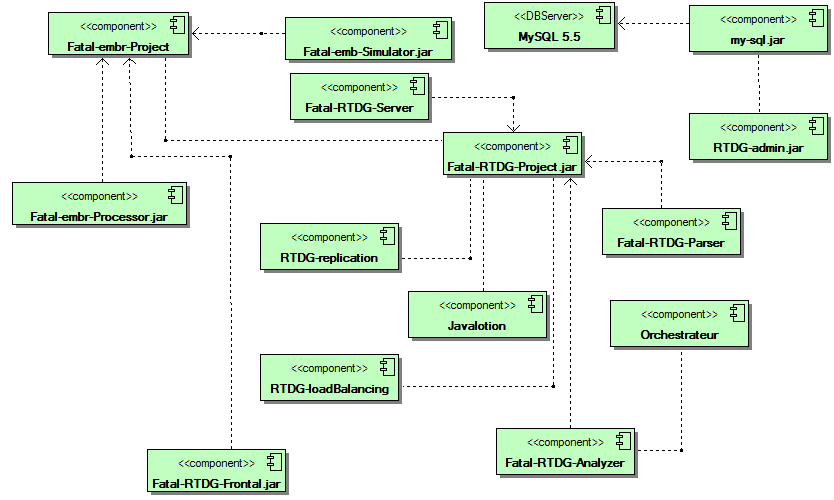 <<component>>
Fatal-embr-Project
<<component>>
Fatal-emb-Simulator.jar
<<DBServer>>
MySQL 5.5
<<component>>
my-sql.jar
<<component>>
Fatal-RTDG-Server
<<component>>
RTDG-admin.jar
<<component>>
Fatal-RTDG-Project.jar
<<component>>
Fatal-embr-Processor.jar
<<component>>
Fatal-RTDG-Parser
<<component>>
RTDG-replication
<<component>>
Javalotion
<<component>>
Orchestrateur
<<component>>
RTDG-loadBalancing
<<component>>
Fatal-RTDG-Analyzer
<<component>>
Fatal-RTDG-Frontal.jar